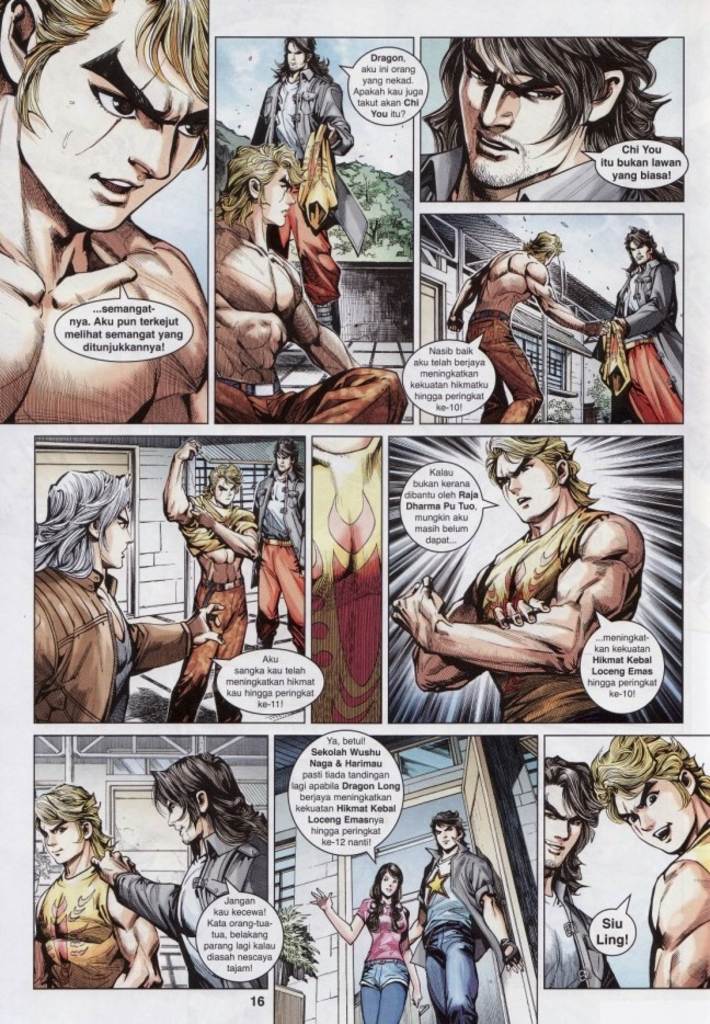 ...semangat-
nya. Aku pun terkejut
melihat semangat yang
ditunjukkannya!
Dragon,
aku ini orang
yang nekad.
Apakah kau juga
takut akan Chi
You itu?
Chi You
itu bukan lawan
yang biasa!
Nasib baik
aku telah berjaya
meningkatkan
kekuatan hikmatku
hingga peringkat
ke-10!
Aku
sangka kau telah
meningkatkan hikmat
kau hingga peringkat
ke-11!
Kalau
bukan kerana
dibantu oleh Raja
Dharma Pu Tuo,
mungkin aku
masih belum
dapat...
...meningkat-
kan kekuatan
Hikmat Kebal
Loceng Emas
hingga peringkat
ke-10!
Jangan
kau kecewa!
Kata orang-tua-
tua, belakang
parang lagi kalau
diasah nescaya
tajam!
Ya, betul!
Sekolah Wushu
Naga & Harimau
pasti tiada tandingan
lagi apabila Dragon Long
berjaya meningkatkan
kekuatan Hikmat Kebal
Loceng Emasnya
hingga peringkat
ke-12 nanti!
Siu
Ling!
16